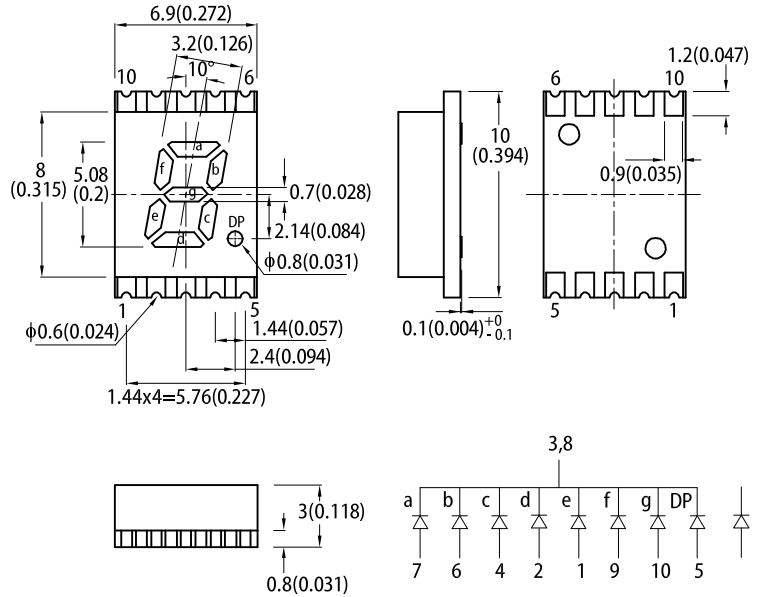 6.9(0.272)
3.2(0.126)
10°
10
6
a
f
b
g
e
c
d
DP
8
(0.315)
5.08
(0.2)
0.7(0.028)
2.14(0.084)
ϕ0.8(0.031)
1
5
ϕ0.6(0.024)
1.44(0.057)
2.4(0.094)
1.44x4=5.76(0.227)
10
(0.394)
0.1(0.004)+0
-0.1
1.2(0.047)
6
10
0.9(0.035)
5
1
3(0.118)
0.8(0.031)
3,8
a b c d e f g DP
7 6 4 2 1 9 10 5